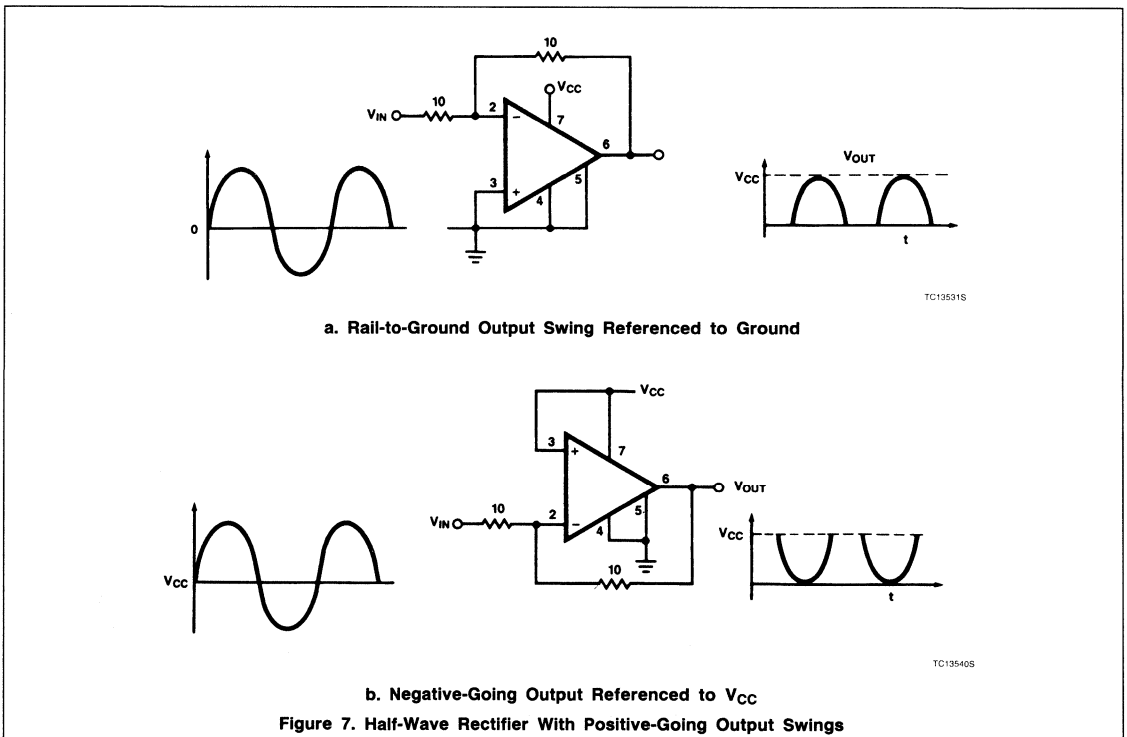 10
VCC
10
VIN
2
−
7
6
VOUT
3
+
5
4
VCC
0
t
TC13531S
a. Rail-to-Ground Output Swing Referenced to Ground
VCC
3
+
7
6
VOUT
10
VIN
2
−
5
4
VCC
10
VCC
t
TC13540S
b. Negative-Going Output Referenced to VCC
Figure 7. Half-Wave Rectifier With Positive-Going Output Swings